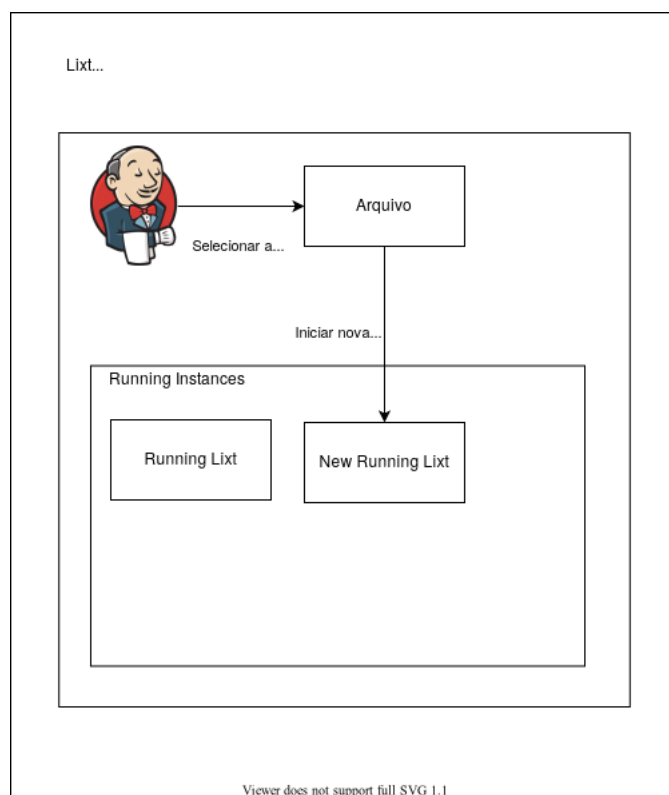 Lixt...
Arquivo
Selecionar a...
Iniciar nova...
Running Instances
Running Lixt
New Running Lixt
Viewer does not support full SVG 1.1